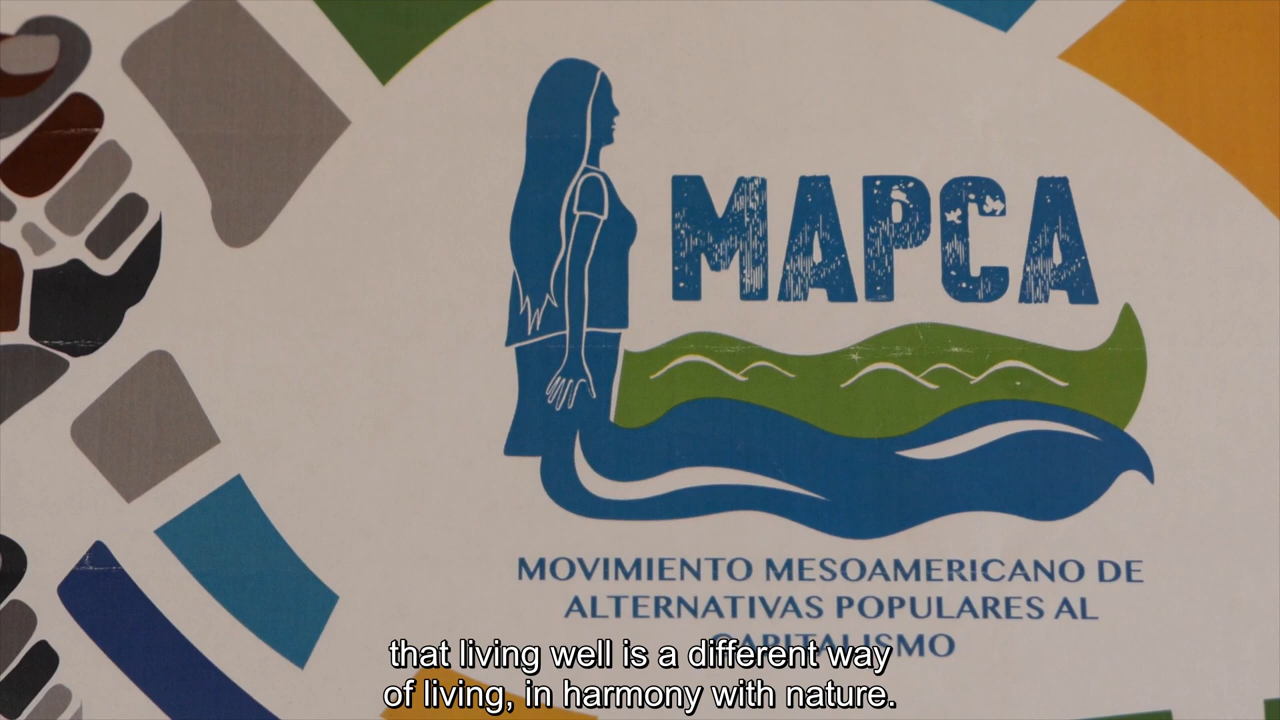 MAPCA
MOVIMIENTO MESOAMERICANO DE
ALTERNATIVAS POPULARES AL
CAPITALISMO
that living well is a different way
of living, in harmony with nature.